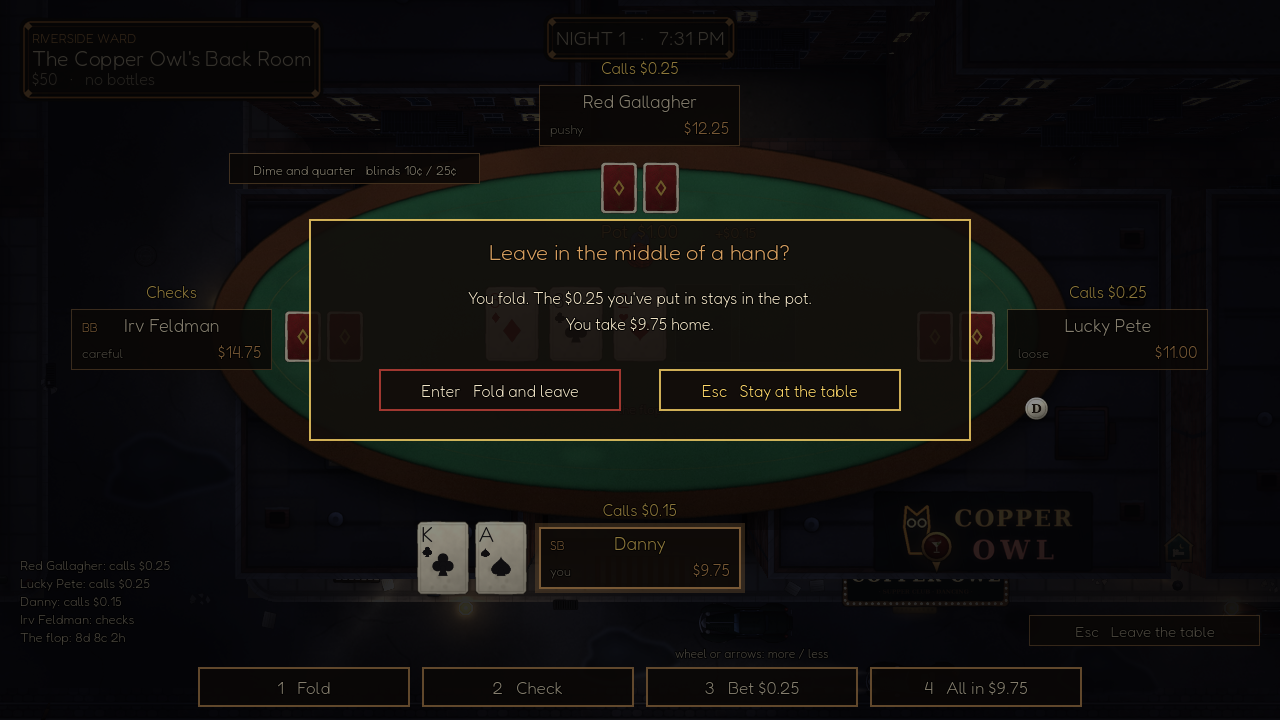 RIVERSIDE WARD
The Copper Owl's Back Room
$50 · no bottles
NIGHT 1 · 7:31 PM
Calls $0.25
Red Gallagher
pushy $12.25
Dime and quarter blinds 10¢ / 25¢
Pot $1.00
Leave in the middle of a hand?
You fold. The $0.25 you've put in stays in the pot.
You take $9.75 home.
Enter Fold and leave
Esc Stay at the table
Checks
BB Irv Feldman
careful $14.75
Calls $0.25
Lucky Pete
loose $11.00
D
Calls $0.15
K
A
SB Danny
you $9.75
COPPER
OWL
COPPER OWL
Red Gallagher: calls $0.25
Lucky Pete: calls $0.25
Danny: calls $0.15
Irv Feldman: checks
The flop: 8d 8c 2h
Esc Leave the table
wheel or arrows: more / less
1 Fold
2 Check
3 Bet $0.25
4 All in $9.75